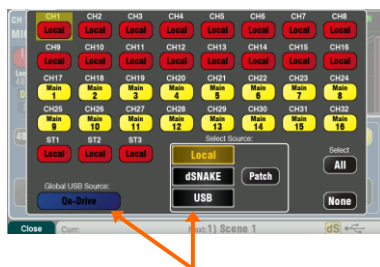 CH1 CH2 CH3 CH4 CH5 CH6 CH7 CH8
Local Local Local Local Local Local Local Local
CH9 CH10 CH11 CH12 CH13 CH14 CH15 CH16
Local Local Local Local Local Local Local Local
CH17 CH18 CH19 CH20 CH21 CH22 CH23 CH24
Main 1 Main 2 Main 3 Main 4 Main 5 Main 6 Main 7 Main 8
CH25 CH26 CH27 CH28 CH29 CH30 CH31 CH32
Main 9 Main 10 Main 11 Main 12 Main 13 Main 14 Main 15 Main 16
ST1 ST2 ST3 Select Source:
Local Local Local Local Select
All
dSNAKE Patch
Global USB Source:
Qu-Drive USB None
Close Curr: Next:1) Scene 1 dS